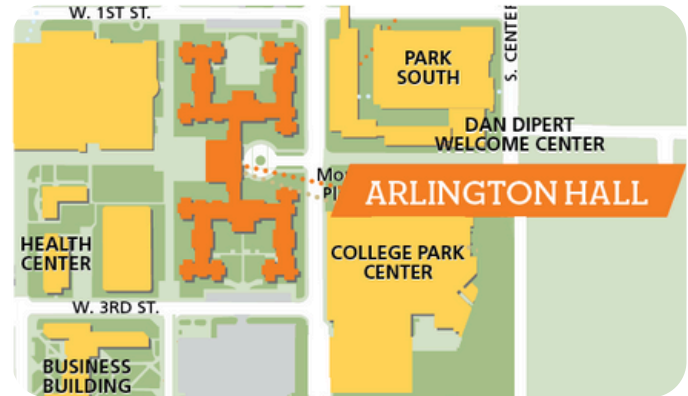 W. 1ST ST.
S. CENTER
PARK
SOUTH
DAN DIPERT
WELCOME CENTER
ARLINGTON HALL
HEALTH
CENTER
COLLEGE PARK
CENTER
W. 3RD ST.
BUSINESS
BUILDING